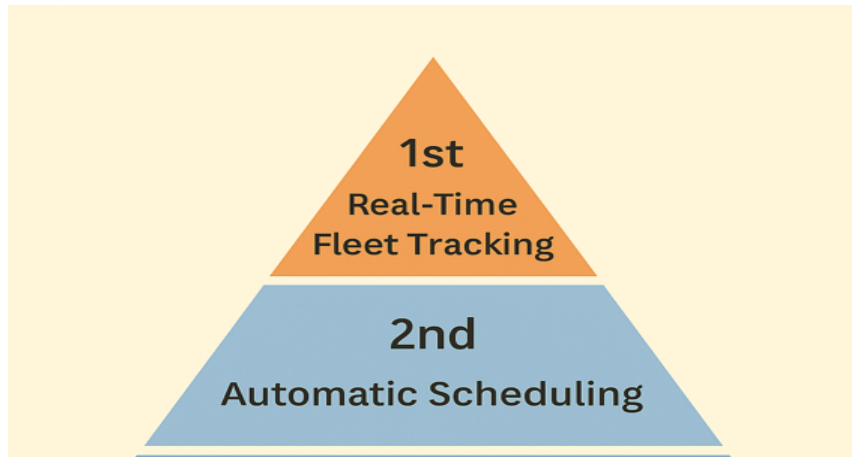 1st
Real-Time
Fleet Tracking
2nd
Automatic Scheduling